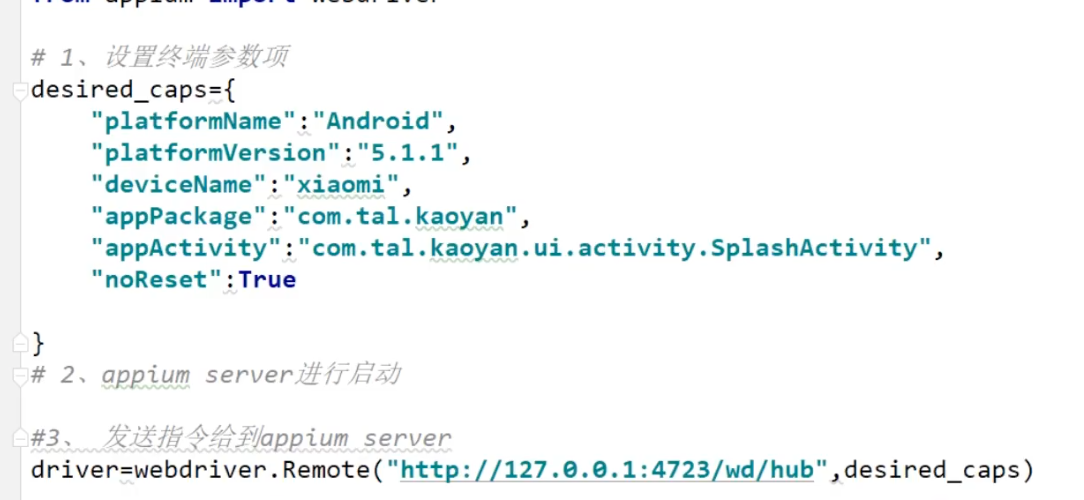 from appium import webdriver
# 1、设置终端参数项
desired_caps={
"platformName":"Android",
"platformVersion":"5.1.1",
"deviceName":"xiaomi",
"appPackage":"com.tal.kaoyan",
"appActivity":"com.tal.kaoyan.ui.activity.SplashActivity",
"noReset":True
}
# 2、appium server进行启动
#3、 发送指令给到appium server
driver=webdriver.Remote("http://127.0.0.1:4723/wd/hub",desired_caps)